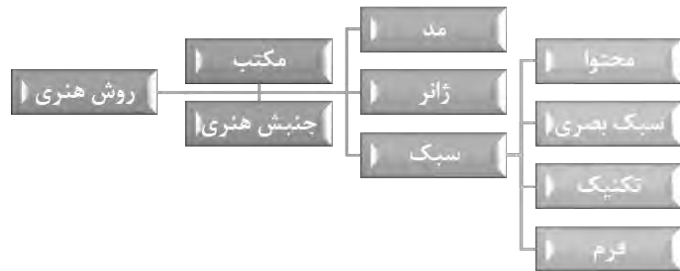 روش هنری
مکتب
جنبش هنری
مد
ژانر
سبک
محتوا
سبک بصری
تکنیک
فرم